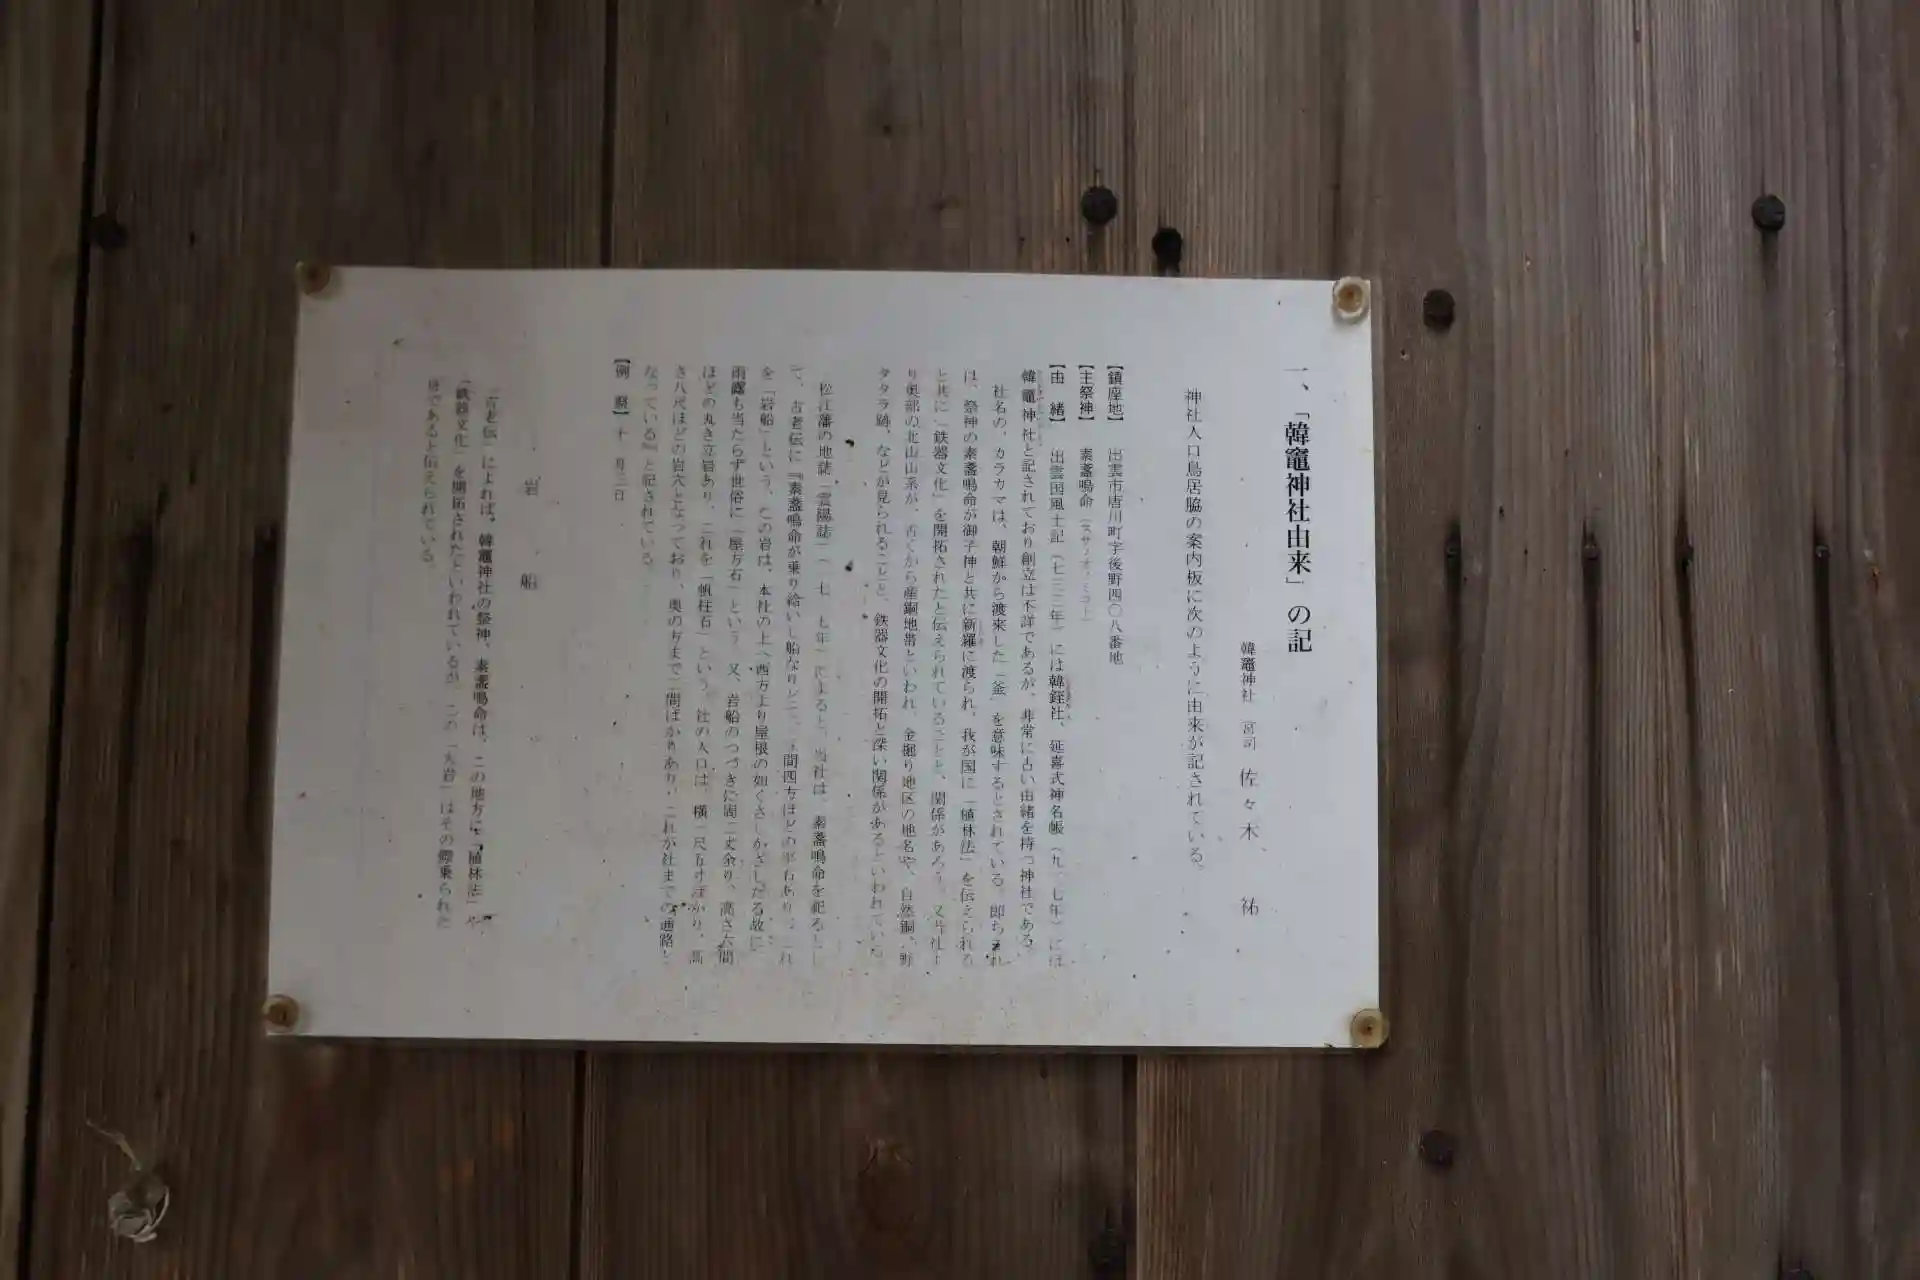 一、「韓竈神社由来」の記
韓竈神社　宮司　佐々木　祐
神社入口鳥居脇の案内板に次のように由来が記されている。
【鎮座地】　出雲市唐川町字後野四〇八番地
【主祭神】　素盞嗚命（スサノオノミコト）
【由　緒】　出雲国風土記（七三三年）には韓銍社、延喜式神名帳（九二七年）には
韓竈神社と記されており創立は不詳であるが、非常に古い由緒を持つ神社である。
社名の、カラカマは、朝鮮から渡来した「釜」を意味するとされている。即ちこれ
は、祭神の素盞嗚命が御子神と共に新羅に渡られ、我が国に「植林法」を伝えられる
と共に「鉄器文化」を開拓されたと伝えられていることと、関係があろう。又当社よ
り奥部の北山山系が、古くから産銅地帯といわれ、金掘り地区の地名や、自然銅、野
タタラ跡、などが見られることと、鉄器文化の開拓と深い関係があるといわれていた。
松江藩の地誌「雲陽誌」（一七一七年）によると、当社は、素盞嗚命を祀るとし
て、古老伝に『素盞嗚命が乗り給いし船なりとて、二間四方ほどの平石あり、これ
を「岩船」という。この岩は、本社の上へ西方より屋根の如くさしかざしたる故に
雨露も当たらず世俗に「屋方石」という。又、岩船のつづきに周二丈余り、高さ六間
ほどの丸き立岩あり、これを「帆柱石」という。社の入口は、横一尺五寸ばかり、高
さ八尺ほどの岩穴となっており、奥の方まで二間ばかりあり、これが社までの通路と
なっている』と記されている。
【例　祭】　十　月三日
岩　船
「古老伝」によれば、韓竈神社の祭神、素盞嗚命は、この地方に「植林法」や
「鉄器文化」を開拓されたといわれているが、この「大岩」はその際乗られた
船であると伝えられている。